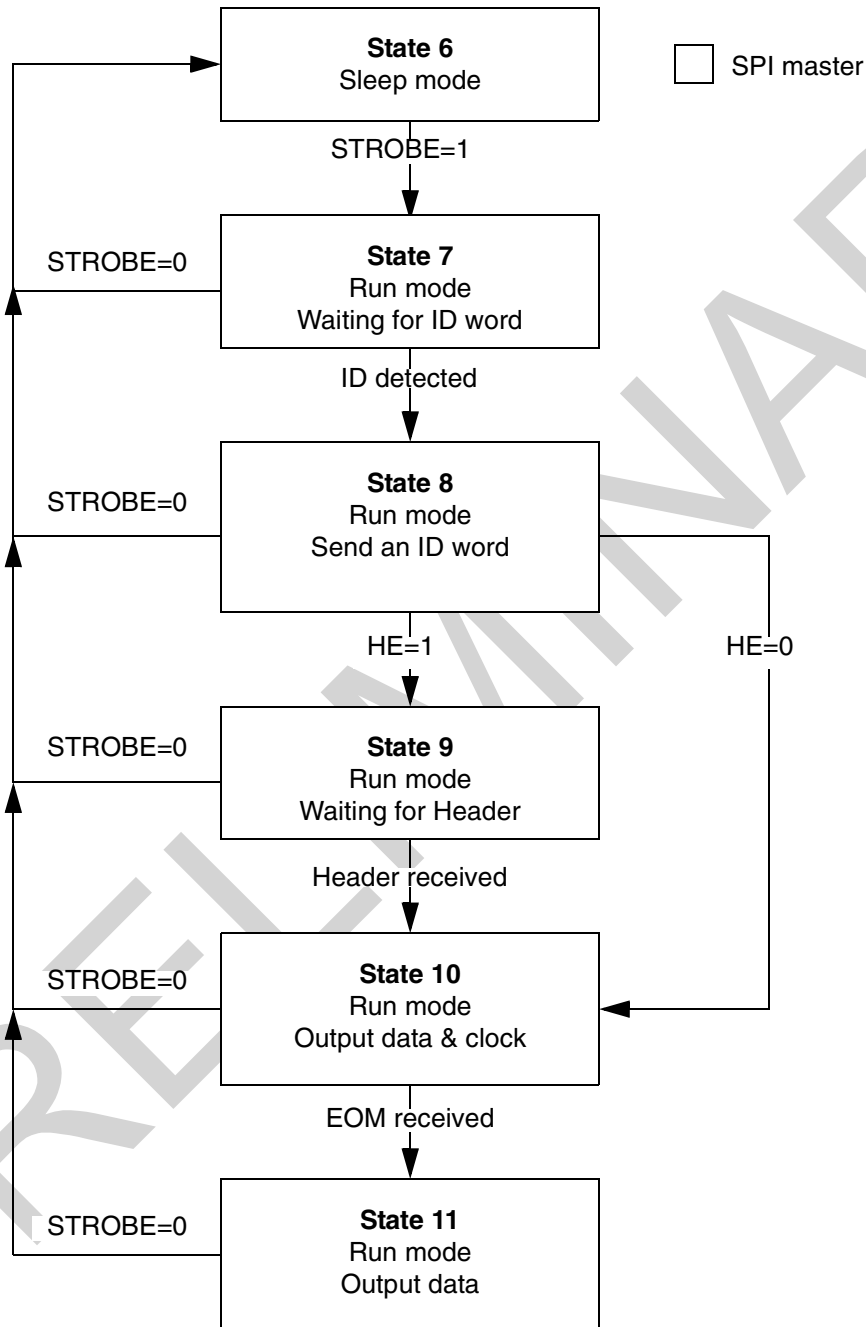 State 6
Sleep mode
SPI master
STROBE=1
STROBE=0
State 7
Run mode
Waiting for ID word
ID detected
STROBE=0
State 8
Run mode
Send an ID word
HE=1
HE=0
STROBE=0
State 9
Run mode
Waiting for Header
Header received
STROBE=0
State 10
Run mode
Output data & clock
EOM received
STROBE=0
State 11
Run mode
Output data